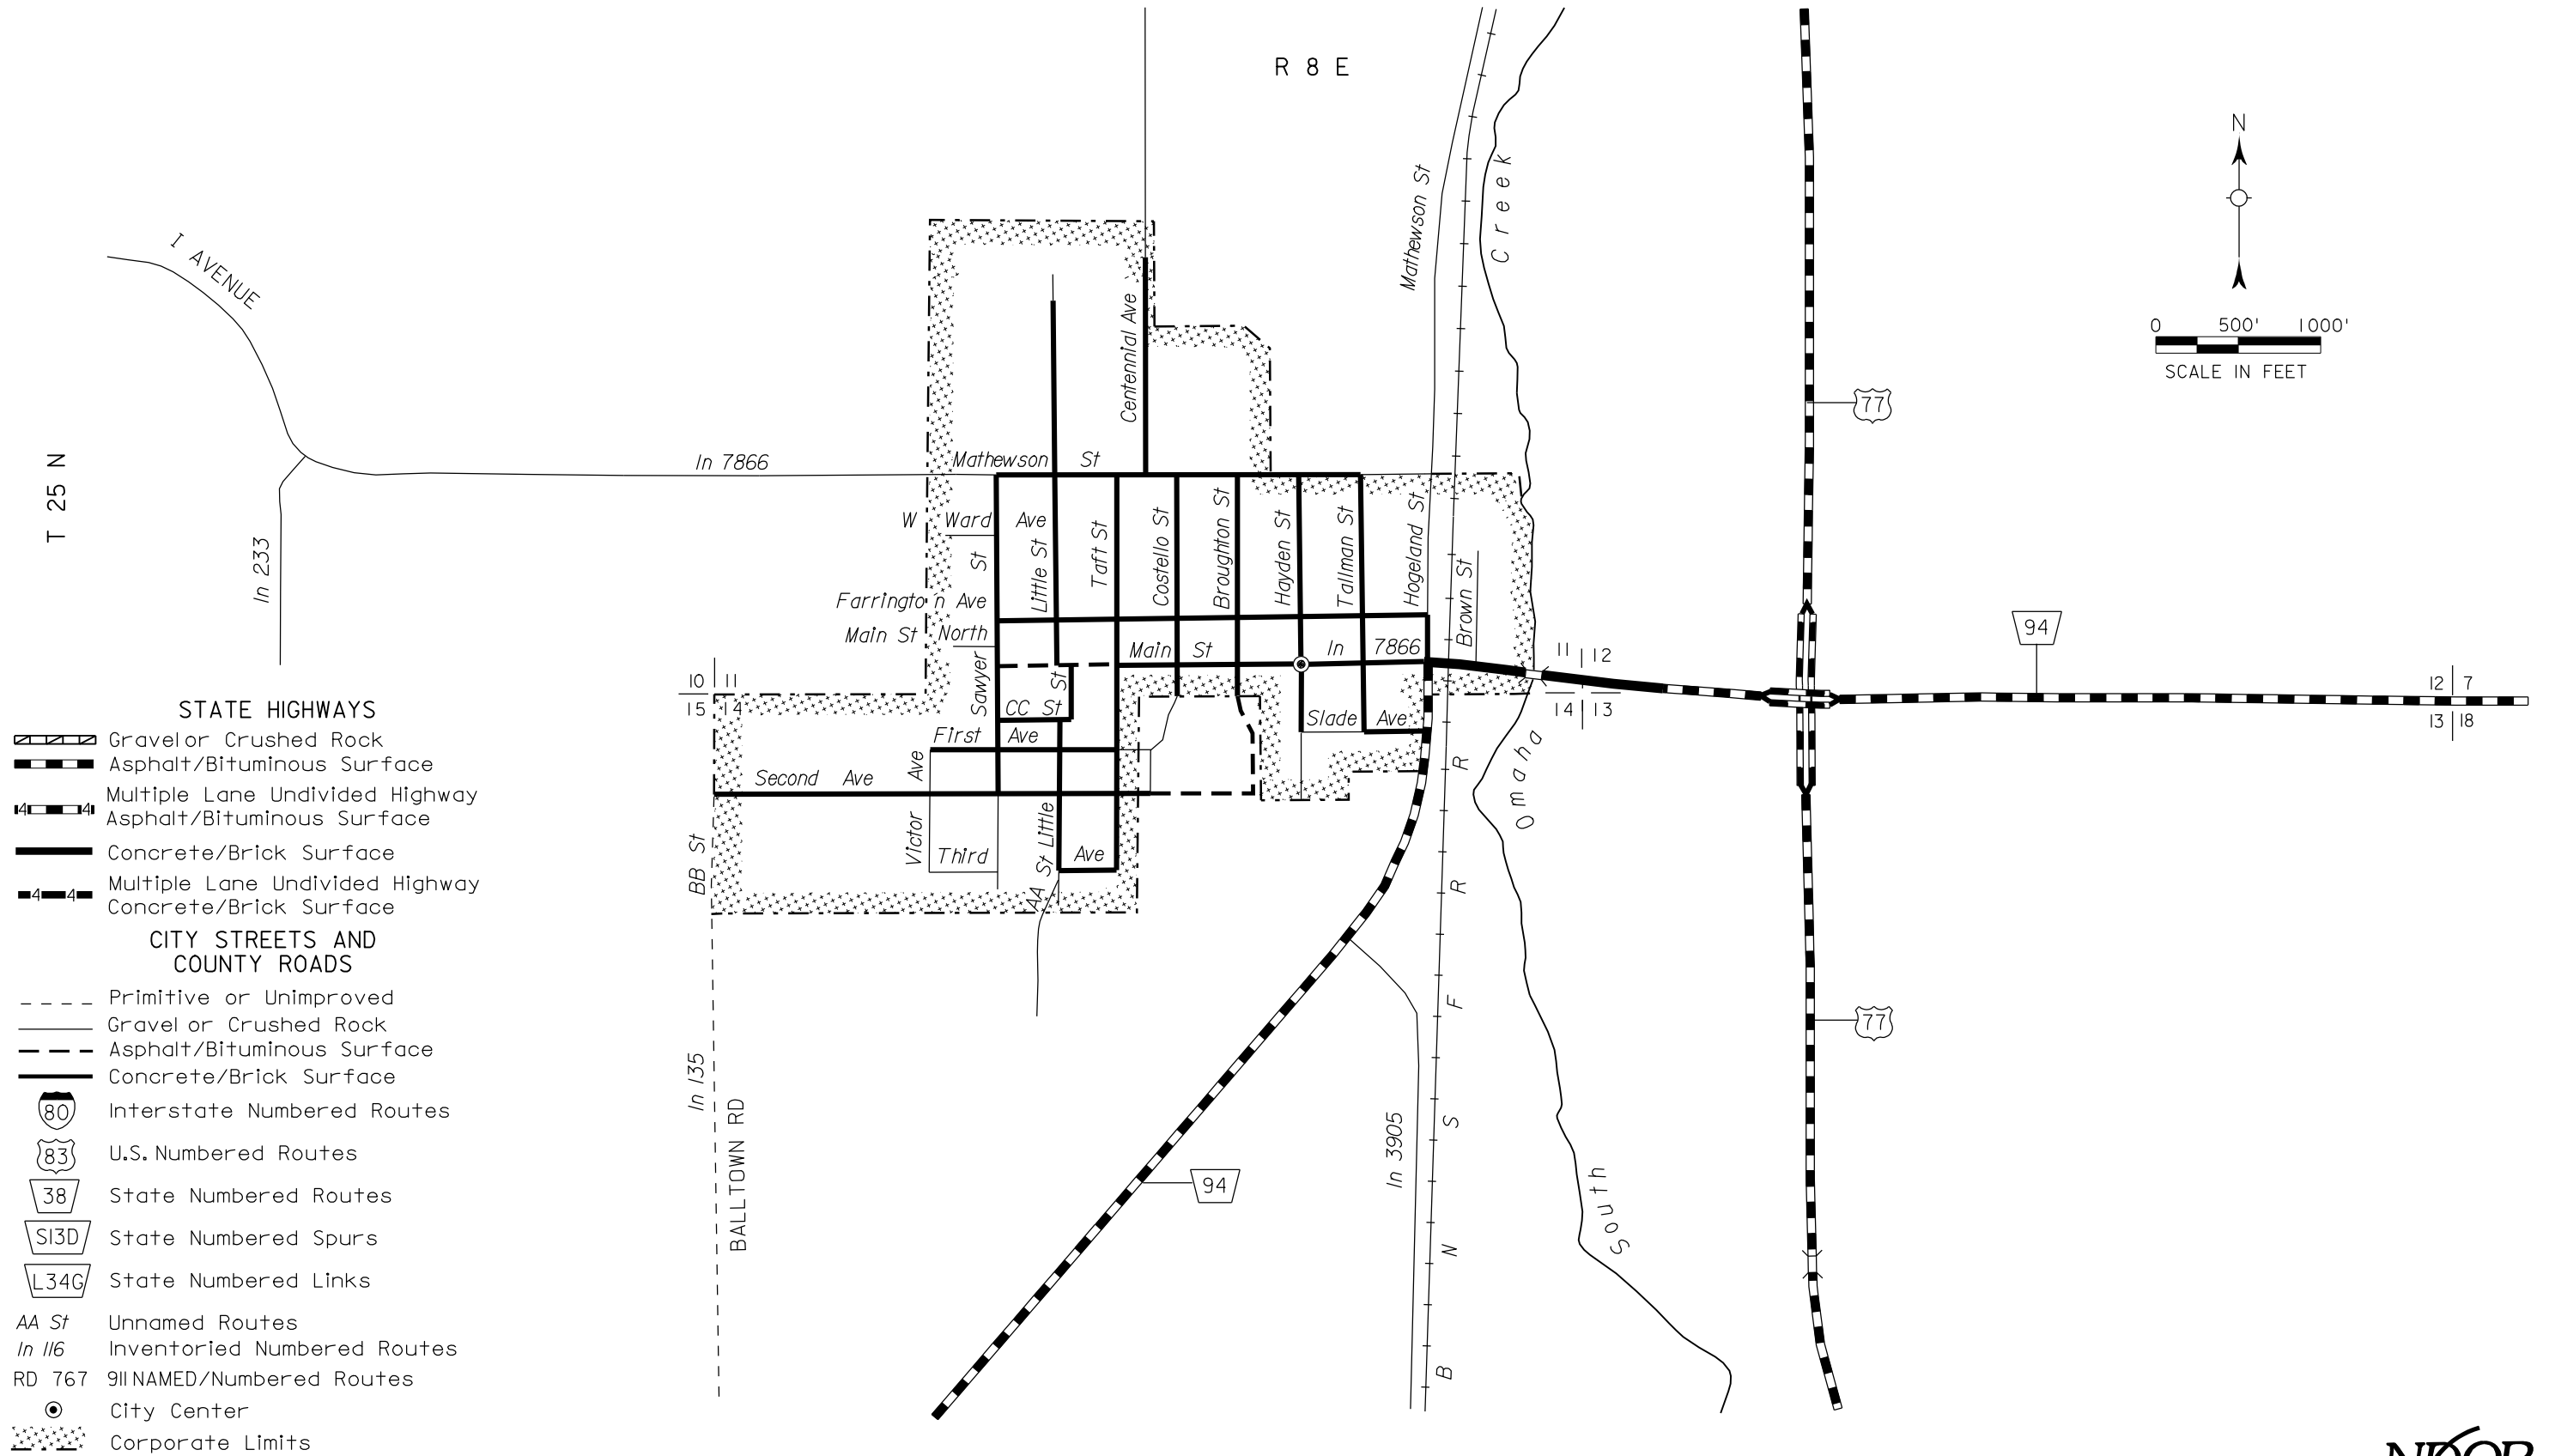 R 8 E
N
0 500' 1000'
SCALE IN FEET
T 25 N
I AVENUE
In 7866
In 233
Mathewson St
Creek
Centennial Ave
Mathewson St
W Ward Ave
St
Little St
Taft St
Costello St
Broughton St
Hayden St
Tallman St
Hogeland St
Brown St
Farrington Ave
Main St North
Main St In 7866
Sawyer
St
CC St
Slade Ave
First Ave
Second Ave
Ave
Victor
Third Ave
St Little
AA
BB St
In 135
BALLTOWN RD
77
94
11 12
14 13
10 11
15 14
12 7
13 18
77
94
In 3905
Omaha
South
B N S F R R
STATE HIGHWAYS
Gravel or Crushed Rock
Asphalt/Bituminous Surface
4 4 Multiple Lane Undivided Highway
Asphalt/Bituminous Surface
Concrete/Brick Surface
4 4 Multiple Lane Undivided Highway
Concrete/Brick Surface
CITY STREETS AND
COUNTY ROADS
Primitive or Unimproved
Gravel or Crushed Rock
Asphalt/Bituminous Surface
Concrete/Brick Surface
80 Interstate Numbered Routes
83 U.S. Numbered Routes
38 State Numbered Routes
S13D State Numbered Spurs
L34G State Numbered Links
AA St Unnamed Routes
In 116 Inventoried Numbered Routes
RD 767 911 NAMED/Numbered Routes
City Center
Corporate Limits